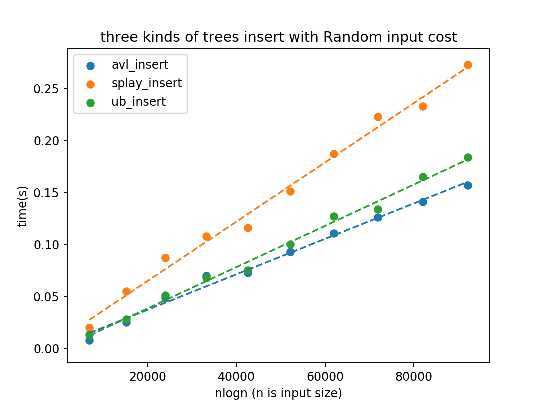 three kinds of trees insert with Random input cost
avl_insert
splay_insert
ub_insert
0.25
0.20
0.15
0.10
0.05
0.00
time(s)
20000 40000 60000 80000
nlogn (n is input size)